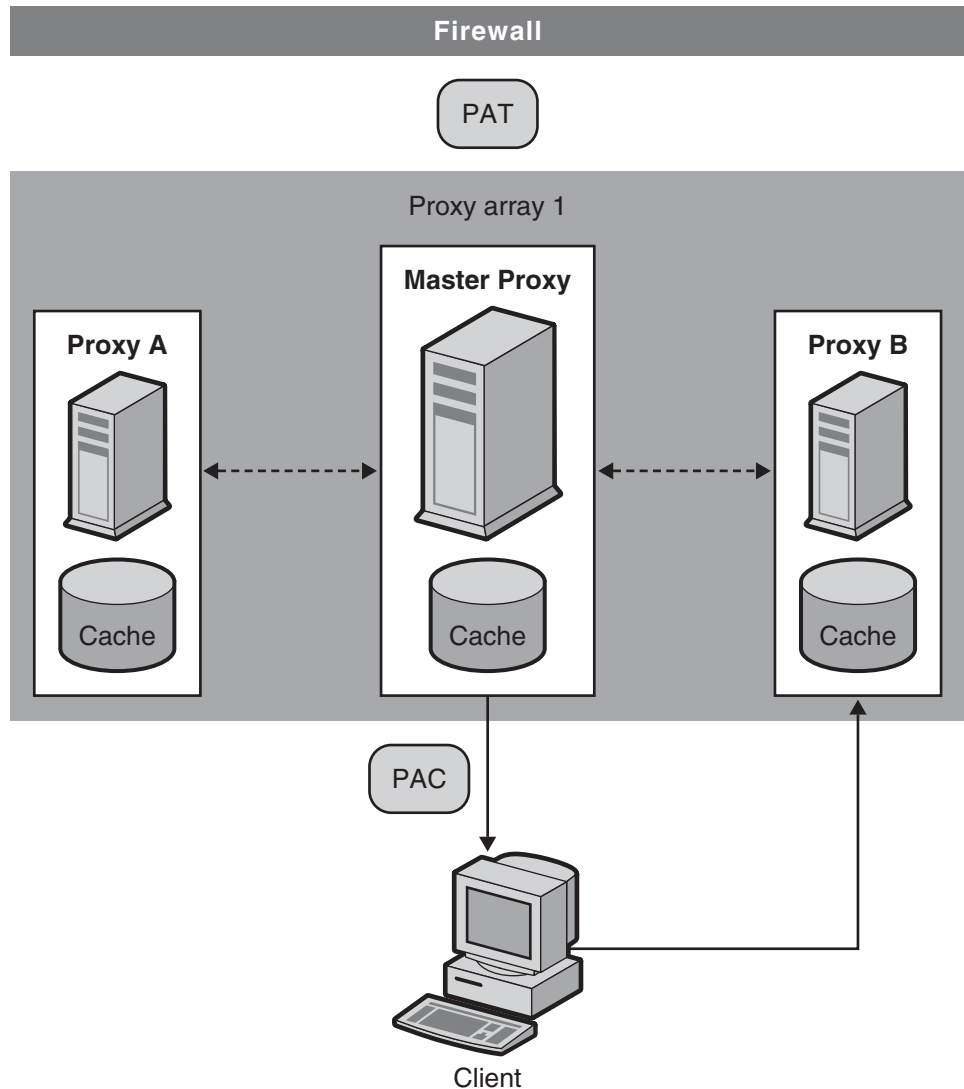 Firewall
PAT
Proxy array 1
Master Proxy
Proxy A
Proxy B
Cache
Cache
Cache
PAC
Client